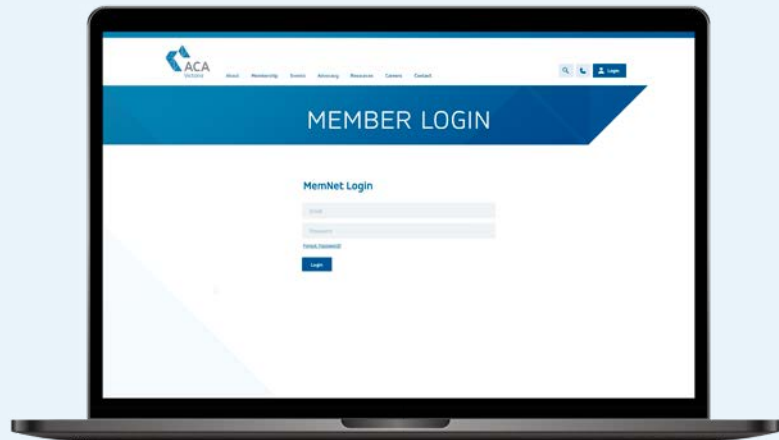 ACA
Victoria
About Membership Events Advocacy Resources Careers Contact
Login
MEMBER LOGIN
MemNet Login
Email
Password
Forgot Password?
Login